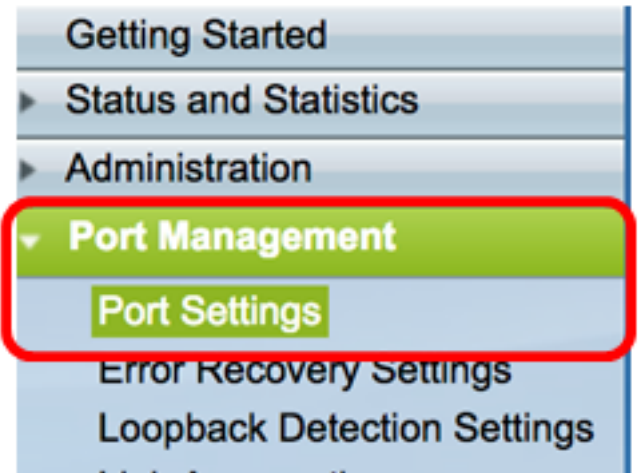 Getting Started
Status and Statistics
Administration
Port Management
Port Settings
Error Recovery Settings
Loopback Detection Settings